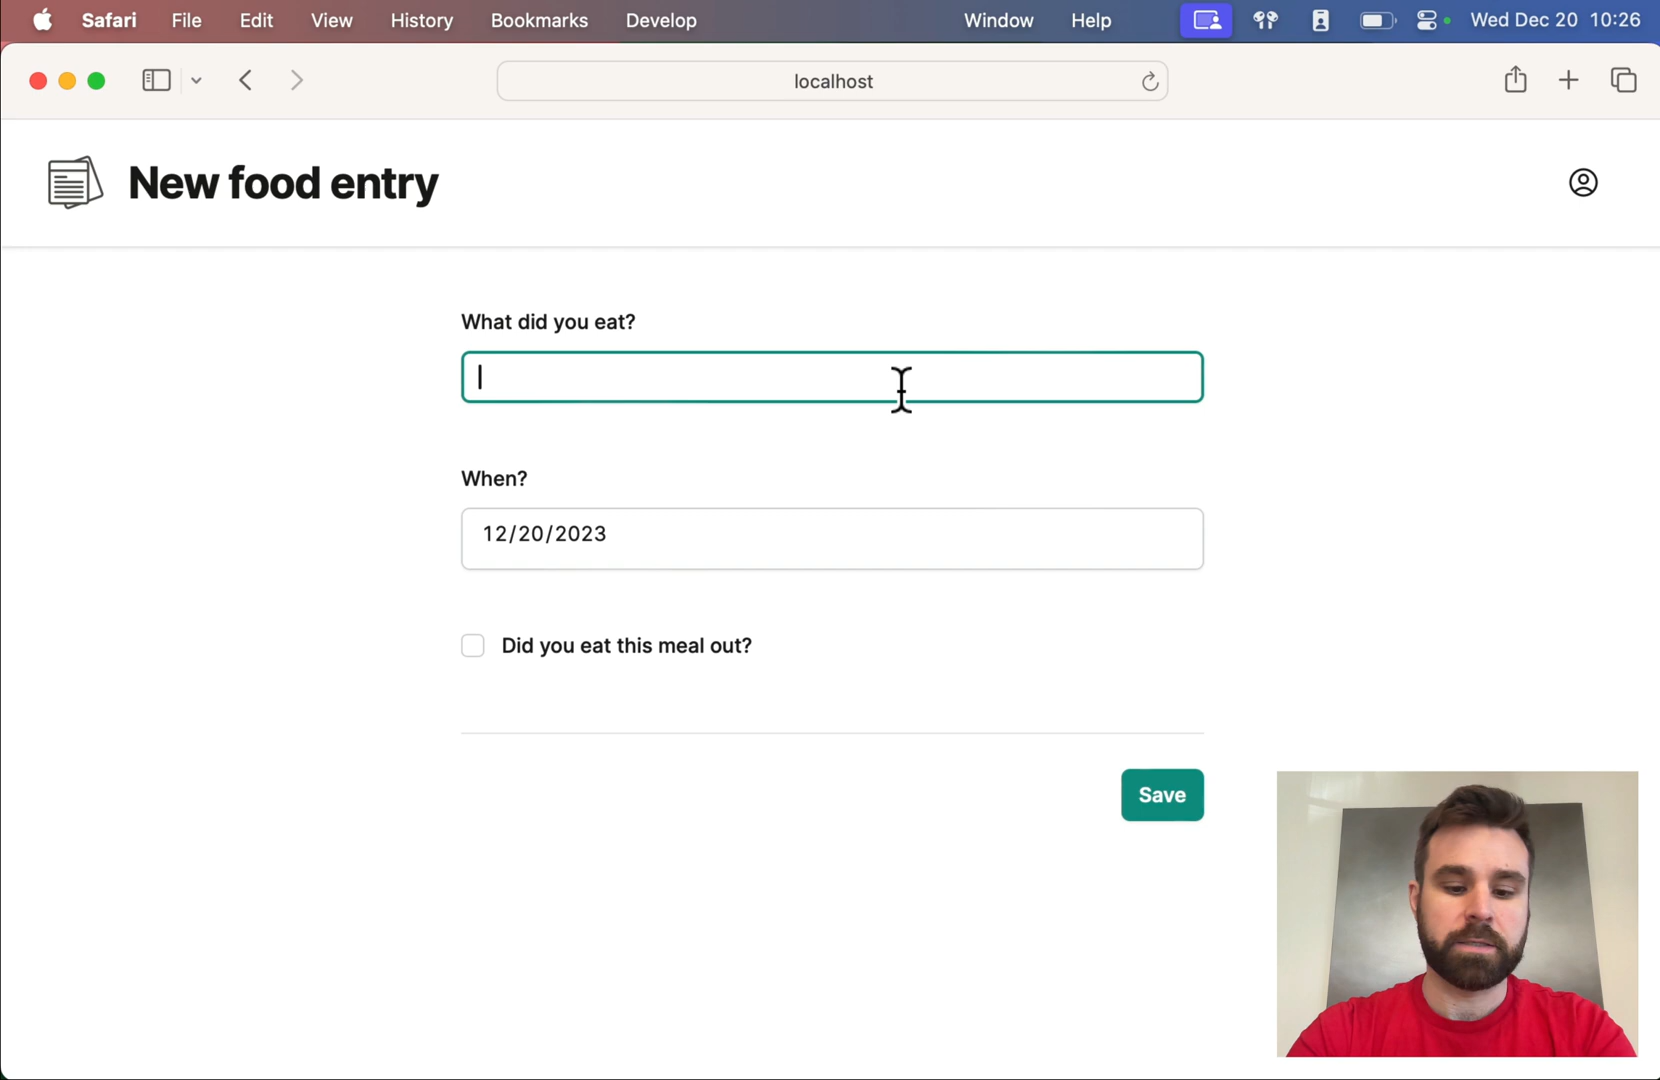 Safari File Edit View History Bookmarks Develop Window Help Wed Dec 20 10:26
localhost
New food entry
What did you eat?
When?
12/20/2023
Did you eat this meal out?
Save